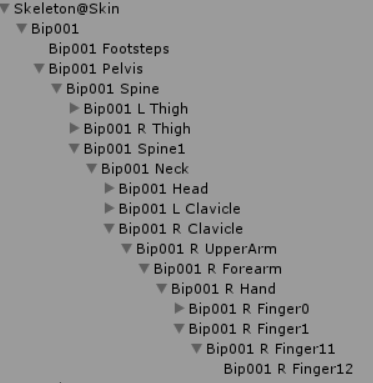 Skeleton@Skin
Bip001
Bip001 Footsteps
Bip001 Pelvis
Bip001 Spine
Bip001 L Thigh
Bip001 R Thigh
Bip001 Spine1
Bip001 Neck
Bip001 Head
Bip001 L Clavicle
Bip001 R Clavicle
Bip001 R UpperArm
Bip001 R Forearm
Bip001 R Hand
Bip001 R Finger0
Bip001 R Finger1
Bip001 R Finger11
Bip001 R Finger12